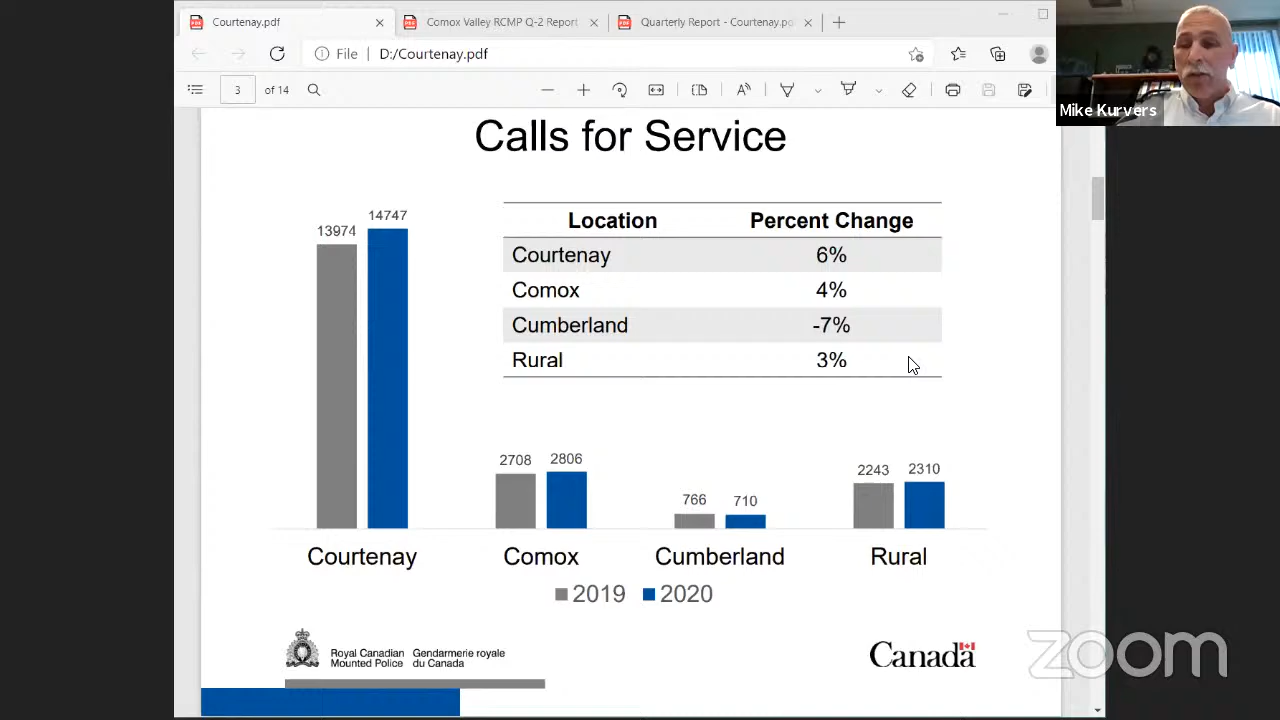 Courtenay.pdf
Comox Valley RCMP Q-2 Report
Quarterly Report - Courtenay.po
File D:/Courtenay.pdf
3 of 14
Mike Kurvers
Calls for Service
Location Percent Change
Courtenay 6%
Comox 4%
Cumberland -7%
Rural 3%
13974 14747
2708 2806
766 710
2243 2310
Courtenay Comox Cumberland Rural
2019 2020
Royal Canadian Gendarmerie royale
Mounted Police du Canada
Canada
zoom